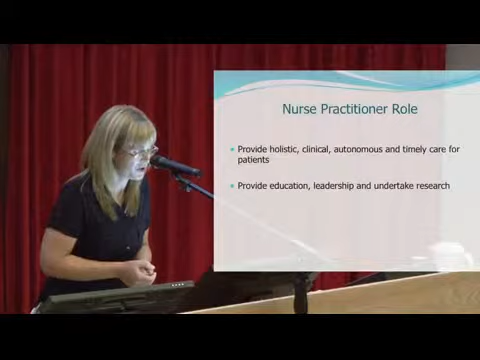 Nurse Practitioner Role
Provide holistic, clinical, autonomous and timely care for
patients
Provide education, leadership and undertake research